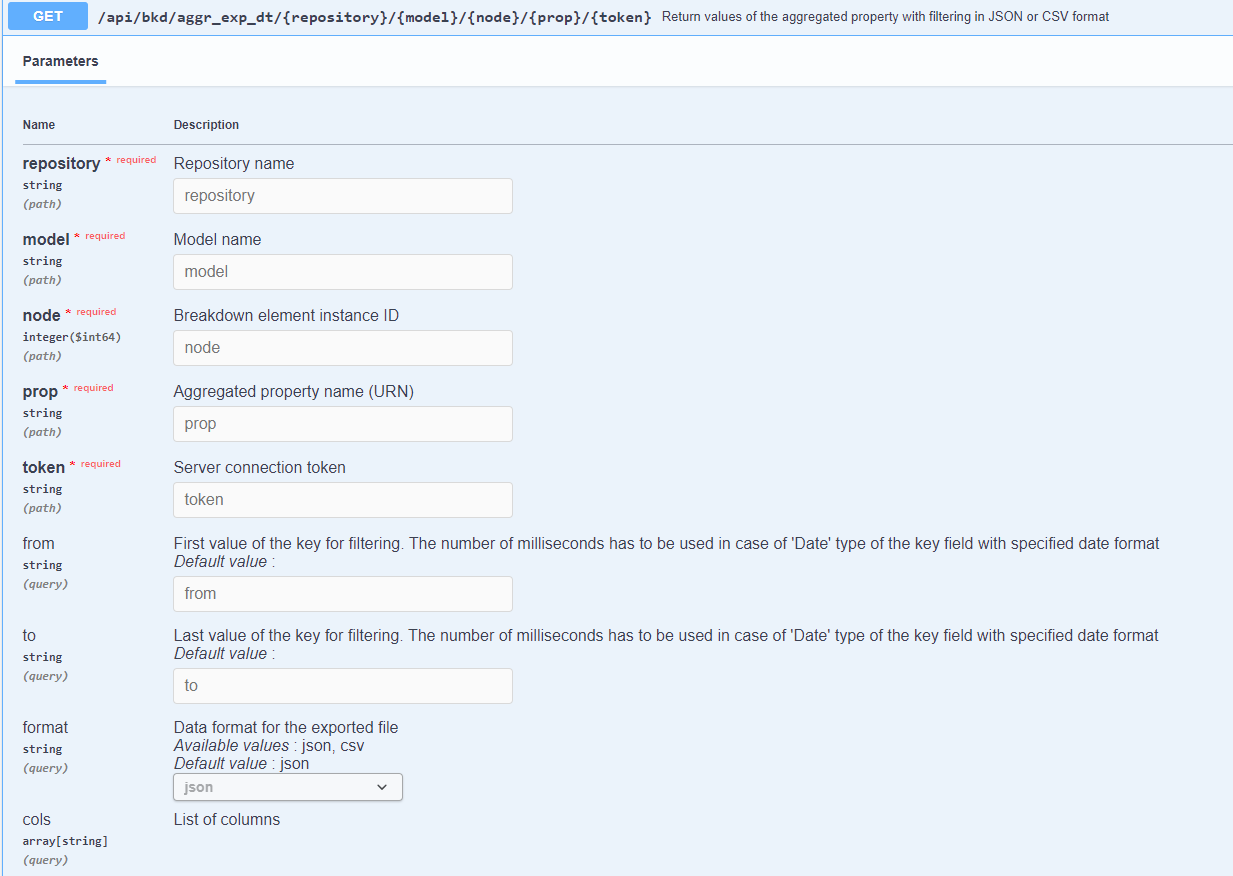 GET /api/bkd/aggr_exp_dt/{repository}/{model}/{node}/{prop}/{token} Return values of the aggregated property with filtering in JSON or CSV format
Parameters
Name Description
repository * required Repository name
string
(path)
repository
model * required Model name
string
(path)
model
node * required Breakdown element instance ID
integer($int64)
(path)
node
prop * required Aggregated property name (URN)
string
(path)
prop
token * required Server connection token
string
(path)
token
from First value of the key for filtering. The number of milliseconds has to be used in case of 'Date' type of the key field with specified date format
string Default value :
(query)
from
to Last value of the key for filtering. The number of milliseconds has to be used in case of 'Date' type of the key field with specified date format
string Default value :
(query)
to
format Data format for the exported file
string Available values : json, csv
(query) Default value : json
json
cols List of columns
array[string]
(query)